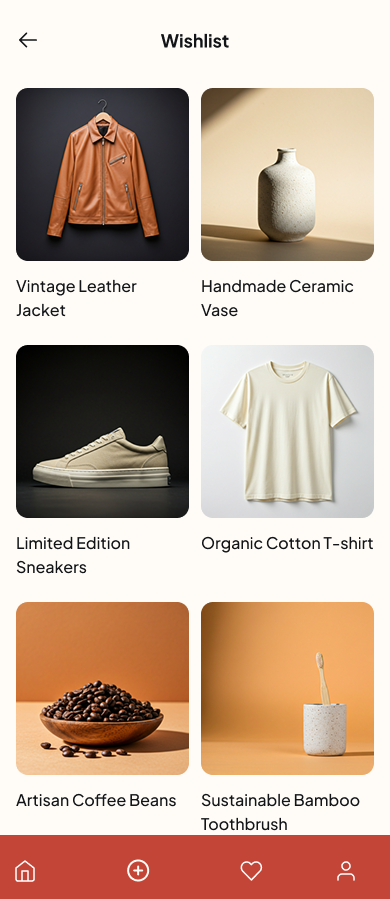 Wishlist
Vintage Leather
Jacket
Handmade Ceramic
Vase
Limited Edition
Sneakers
Organic Cotton T-shirt
Artisan Coffee Beans
Sustainable Bamboo
Toothbrush